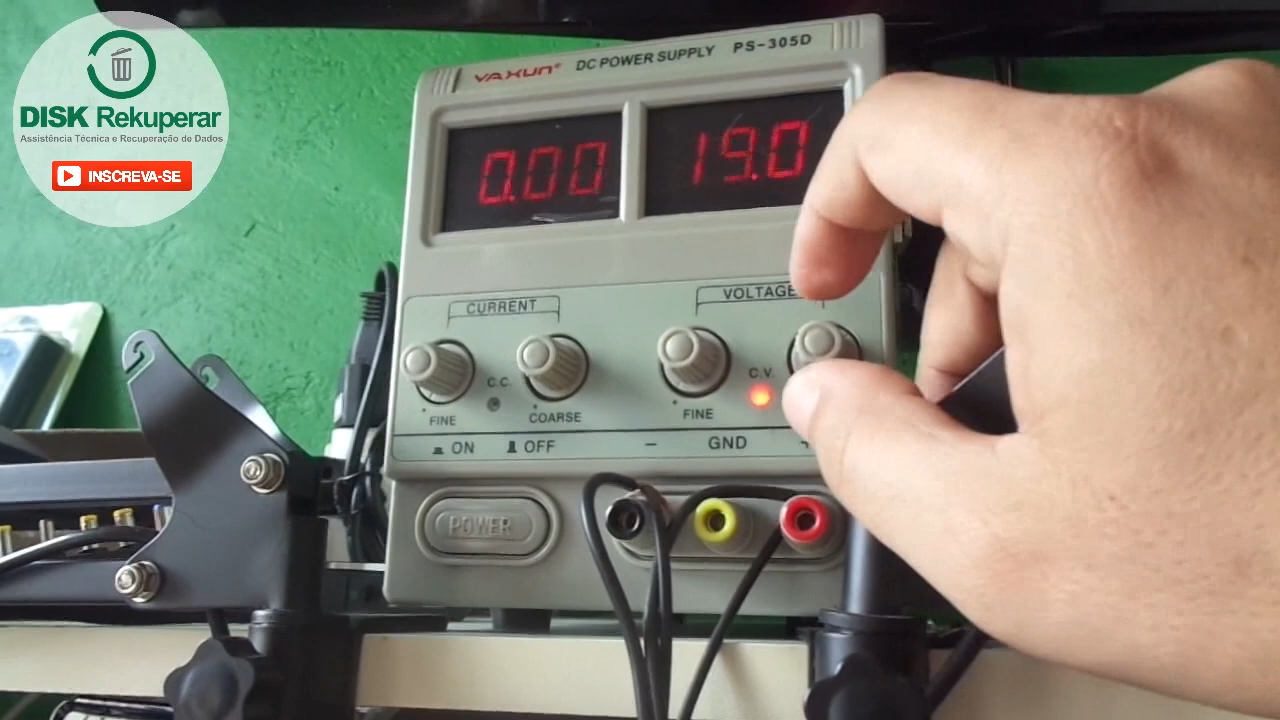 DISK Rekuperar
Assistência Técnica e Recuperação de Dados
INSCREVA-SE
YAXUN® DC POWER SUPPLY PS-305D
0.00 19.0
CURRENT VOLTAGE
C.C. C.V.
FINE COARSE FINE
ON OFF − GND +
POWER